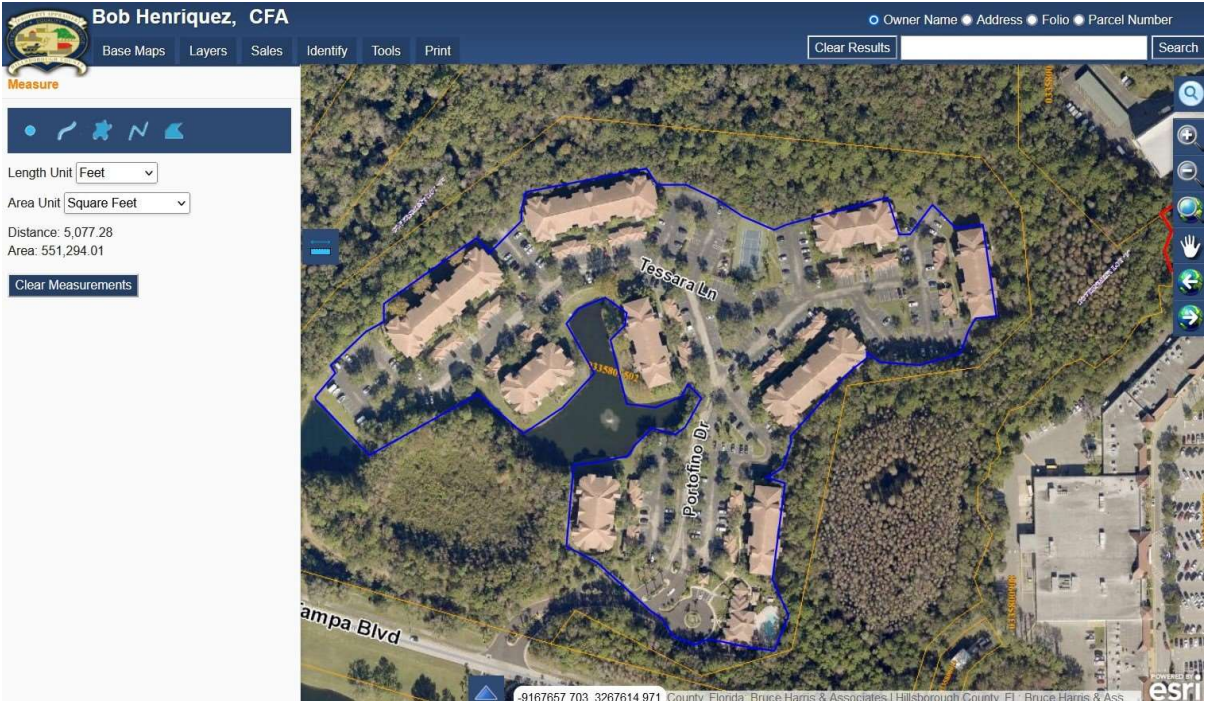 Bob Henriquez, CFA
Owner Name Address Folio Parcel Number
Base Maps Layers Sales Identify Tools Print
Clear Results Search
Measure
Length Unit Feet
Area Unit Square Feet
Distance: 5,077.28
Area: 551,294.01
Clear Measurements
Tessara Ln
Portofino Dr
ampa Blvd
-9167657.703, 3267614.971 County, Florida; Bruce Harris & Associates | Hillsborough County, FL; Bruce Harris & Ass...
POWERED BY
esri